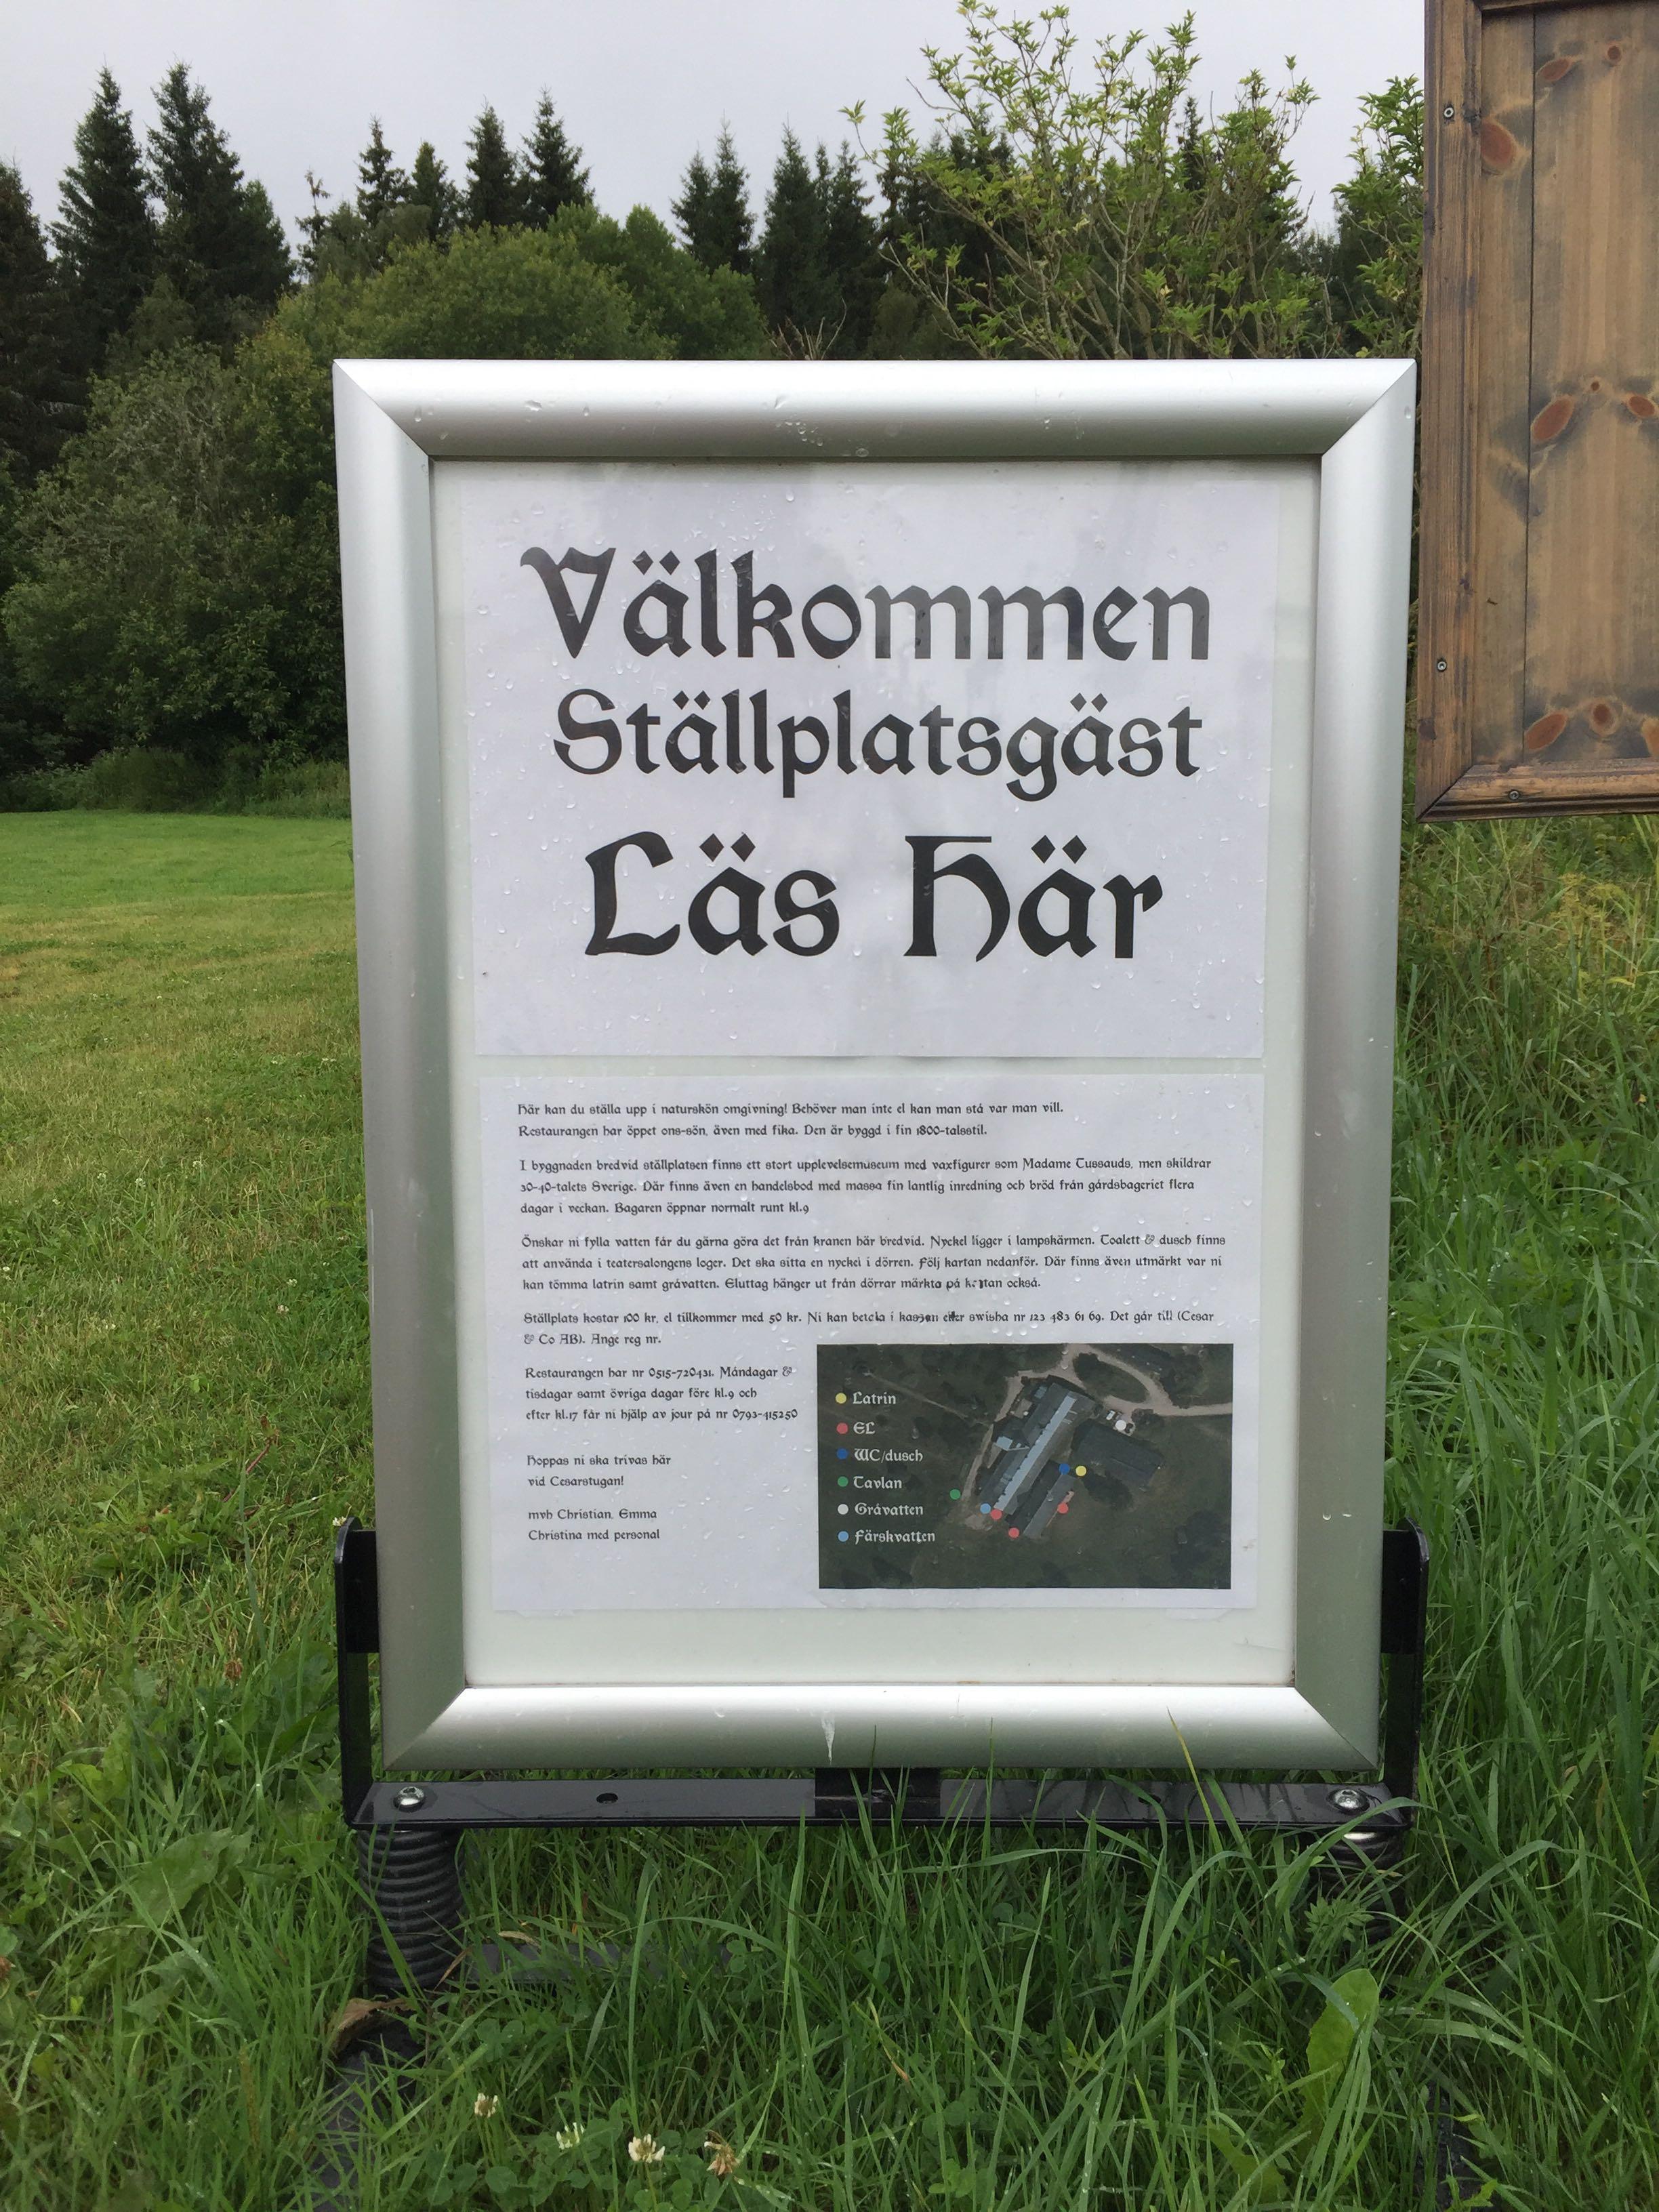 Välkommen
Ställplatsgäst
Läs Här
Här kan du ställa upp i naturskön omgivning! Behöver man inte el kan man stå var man vill.
Restaurangen har öppet ons-sön, även med fika. Den är byggd i fin 1800-talsstil.
I byggnaden bredvid ställplatsen finns ett stort upplevelsemuseum med vaxfigurer som Madame Tussauds, men skildrar
30-40-talets Sverige. Där finns även en handelsbod med massa fin lantlig inredning och bröd från gårdsbageriet flera
dagar i veckan. Bagaren öppnar normalt runt kl.9
Önskar ni fylla vatten får du gärna göra det från kranen här bredvid. Nyckel ligger i lampskärmen. Toalett & dusch finns
att använda i teatersalongens loger. Det ska sitta en nyckel i dörren. Följ kartan nedanför. Där finns även utmärkt var ni
kan tömma latrin samt gråvatten. Sluttag hänger ut från dörrar märkta på kartan också.
Ställplats kostar 100 kr, el tillkommer med 50 kr. Ni kan betala i kassan eller swisha nr 123 483 61 69. Det går till (Cesar
& Co AB). Ange reg nr.
Restaurangen har nr 0515-720431. Måndagar &
tisdagar samt övriga dagar före kl.9 och
efter kl.17 får ni hjälp av jour på nr 0793-415250
Hoppas ni ska trivas här
vid Cesarstugan!
mvh Christian, Emma
Christina med personal
Latrin
EL
WC/dusch
Tavlan
Gråvatten
Färskvatten